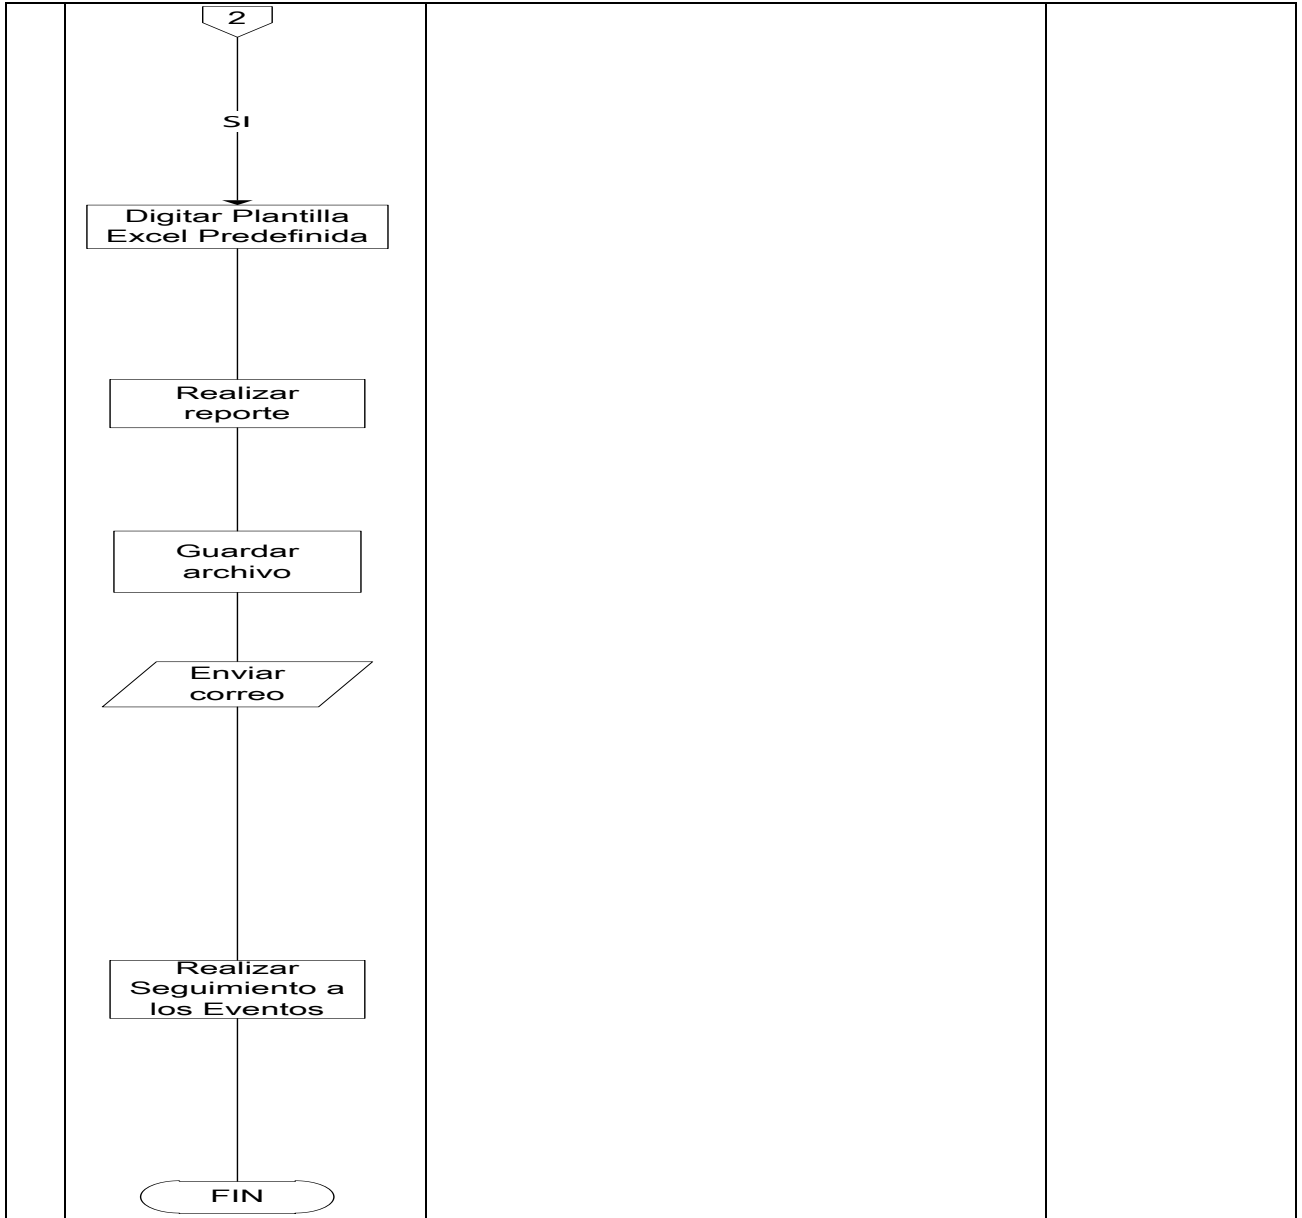 2
SI
Digitar Plantilla
Excel Predefinida
Realizar
reporte
Guardar
archivo
Enviar
correo
Realizar
Seguimiento a
los Eventos
FIN